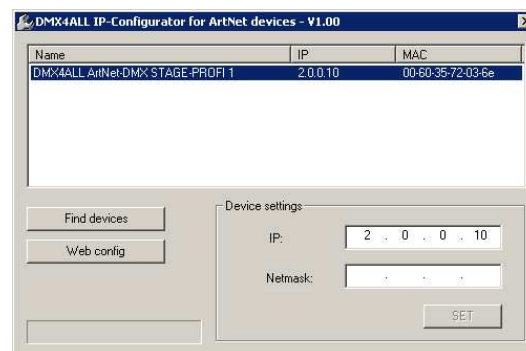 DMX4ALL IP-Configurator for ArtNet devices - V1.00
Name IP MAC
DMX4ALL ArtNet-DMX STAGE-PROFI 1 2.0.0.10 00-60-35-72-03-6e
Find devices
Web config
Device settings
IP: 2 . 0 . 0 . 10
Netmask: . . .
SET